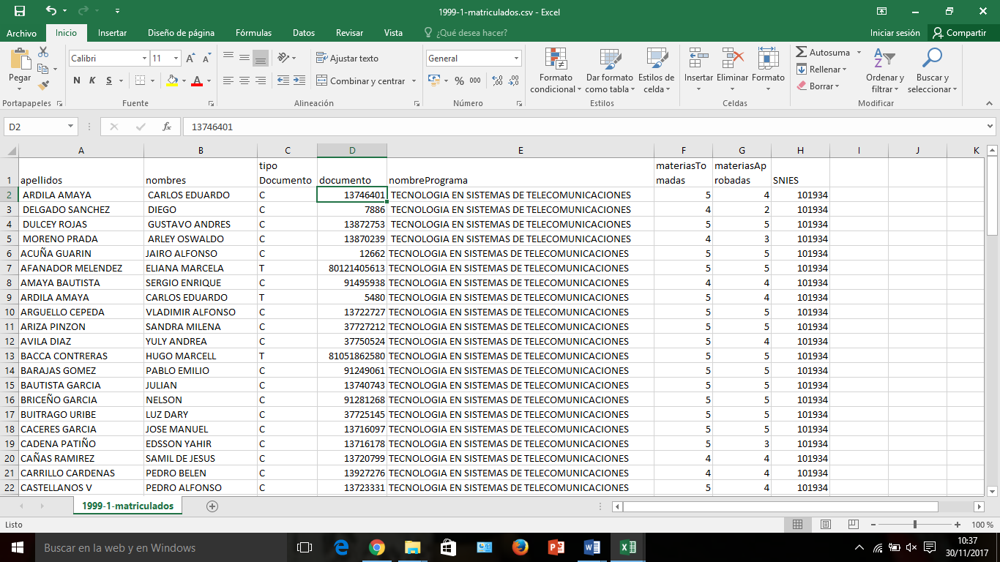 1999-1-matriculados.csv - Excel
Archivo Inicio Insertar Diseño de página Fórmulas Datos Revisar Vista ¿Qué desea hacer? Iniciar sesión Compartir
Pegar
Calibri 11
N K S
Ajustar texto
Combinar y centrar
General
% 000
Formato condicional
Dar formato como tabla
Estilos de celda
Insertar Eliminar Formato
Autosuma
Rellenar
Borrar
Ordenar y filtrar
Buscar y seleccionar
Portapapeles Fuente Alineación Número Estilos Celdas Modificar
D2 fx 13746401
A B C D E F G H I J K
1 apellidos nombres tipo Documento documento nombrePrograma materiasTomadas materiasAprobadas SNIES
2 ARDILA AMAYA CARLOS EDUARDO C 13746401 TECNOLOGIA EN SISTEMAS DE TELECOMUNICACIONES 5 4 101934
3 DELGADO SANCHEZ DIEGO C 7886 TECNOLOGIA EN SISTEMAS DE TELECOMUNICACIONES 4 2 101934
4 DULCEY ROJAS GUSTAVO ANDRES C 13872753 TECNOLOGIA EN SISTEMAS DE TELECOMUNICACIONES 5 5 101934
5 MORENO PRADA ARLEY OSWALDO C 13870239 TECNOLOGIA EN SISTEMAS DE TELECOMUNICACIONES 4 3 101934
6 ACUÑA GUARIN JAIRO ALFONSO C 12662 TECNOLOGIA EN SISTEMAS DE TELECOMUNICACIONES 5 5 101934
7 AFANADOR MELENDEZ ELIANA MARCELA T 80121405613 TECNOLOGIA EN SISTEMAS DE TELECOMUNICACIONES 5 5 101934
8 AMAYA BAUTISTA SERGIO ENRIQUE C 91495938 TECNOLOGIA EN SISTEMAS DE TELECOMUNICACIONES 4 4 101934
9 ARDILA AMAYA CARLOS EDUARDO T 5480 TECNOLOGIA EN SISTEMAS DE TELECOMUNICACIONES 5 4 101934
10 ARGUELLO CEPEDA VLADIMIR ALFONSO C 13722727 TECNOLOGIA EN SISTEMAS DE TELECOMUNICACIONES 5 5 101934
11 ARIZA PINZON SANDRA MILENA C 37727212 TECNOLOGIA EN SISTEMAS DE TELECOMUNICACIONES 5 5 101934
12 AVILA DIAZ YULY ANDREA C 37750524 TECNOLOGIA EN SISTEMAS DE TELECOMUNICACIONES 5 4 101934
13 BACCA CONTRERAS HUGO MARCELL T 81051862580 TECNOLOGIA EN SISTEMAS DE TELECOMUNICACIONES 5 5 101934
14 BARAJAS GOMEZ PABLO EMILIO C 91249061 TECNOLOGIA EN SISTEMAS DE TELECOMUNICACIONES 5 5 101934
15 BAUTISTA GARCIA JULIAN C 13740743 TECNOLOGIA EN SISTEMAS DE TELECOMUNICACIONES 5 5 101934
16 BRICEÑO GARCIA NELSON C 91281268 TECNOLOGIA EN SISTEMAS DE TELECOMUNICACIONES 5 5 101934
17 BUITRAGO URIBE LUZ DARY C 37725145 TECNOLOGIA EN SISTEMAS DE TELECOMUNICACIONES 5 5 101934
18 CACERES GARCIA JOSE MANUEL C 13716097 TECNOLOGIA EN SISTEMAS DE TELECOMUNICACIONES 5 5 101934
19 CADENA PATIÑO EDSSON YAHIR C 13716178 TECNOLOGIA EN SISTEMAS DE TELECOMUNICACIONES 5 3 101934
20 CAÑAS RAMIREZ SAMIL DE JESUS C 13720799 TECNOLOGIA EN SISTEMAS DE TELECOMUNICACIONES 4 4 101934
21 CARRILLO CARDENAS PEDRO BELEN C 13927276 TECNOLOGIA EN SISTEMAS DE TELECOMUNICACIONES 4 4 101934
22 CASTELLANOS V PEDRO ALFONSO C 13723331 TECNOLOGIA EN SISTEMAS DE TELECOMUNICACIONES 5 4 101934
1999-1-matriculados
Listo 100 %
Buscar en la web y en Windows
10:37
30/11/2017